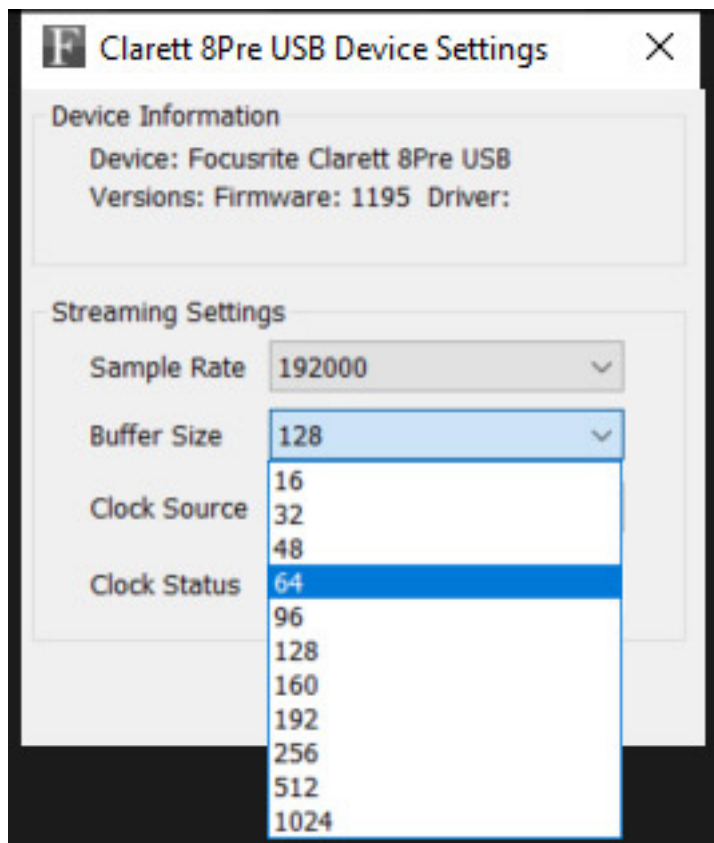 F Clarett 8Pre USB Device Settings
Device Information
Device: Focusrite Clarett 8Pre USB
Versions: Firmware: 1195 Driver:
Streaming Settings
Sample Rate 192000
Buffer Size 128
16
Clock Source 32
48
Clock Status 64
96
128
160
192
256
512
1024